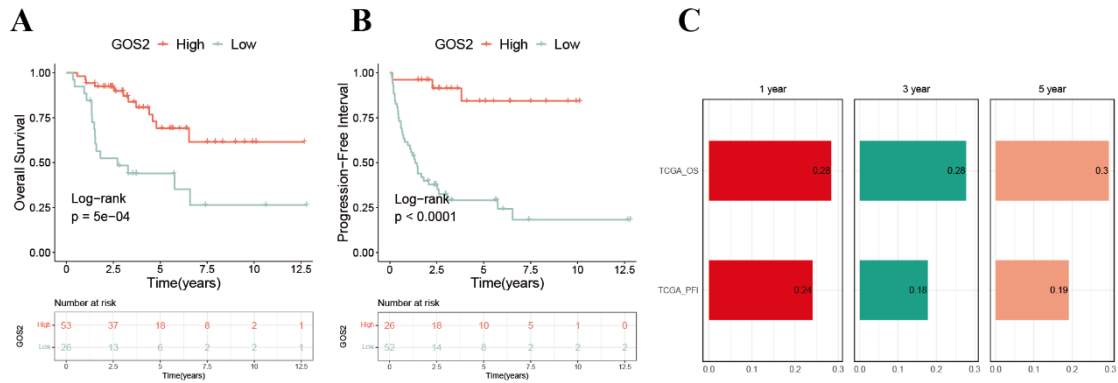 A
GOS2 High Low
Overall Survival
1.00
0.75
0.50
0.25
0.00
Log-rank
p = 5e-04
0 2.5 5 7.5 10 12.5
Time(years)
Number at risk
GOS2
High 53 37 18 8 2 1
Low 26 13 6 2 2 1
0 2.5 5 7.5 10 12.5
Time(years)
B
GOS2 High Low
Progression-Free Interval
1.00
0.75
0.50
0.25
0.00
Log-rank
p < 0.0001
0 2.5 5 7.5 10 12.5
Time(years)
Number at risk
GOS2
High 26 18 10 5 1 0
Low 52 14 8 2 2 2
0 2.5 5 7.5 10 12.5
Time(years)
C
1 year 3 year 5 year
TCGA_OS 0.28 0.28 0.3
TCGA_PFI 0.24 0.18 0.19
0.0 0.1 0.2 0.3 0.0 0.1 0.2 0.3 0.0 0.1 0.2 0.3